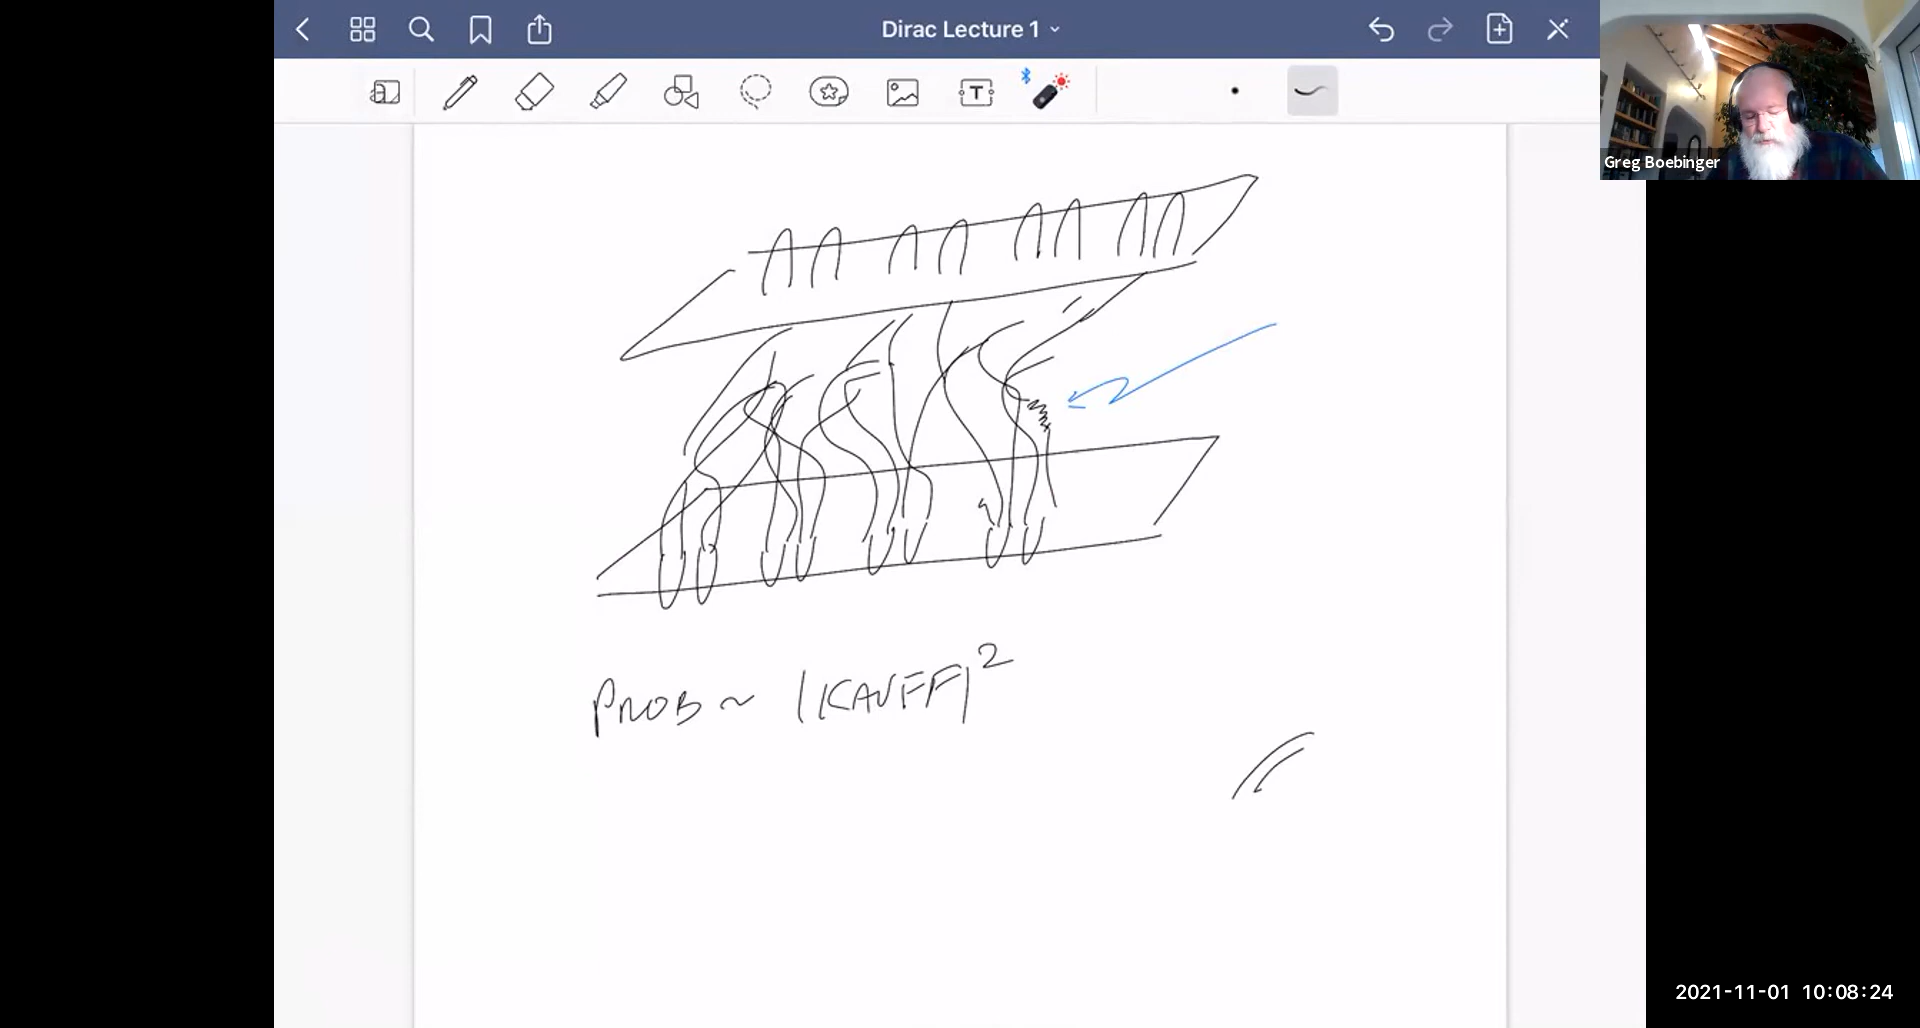 Dirac Lecture 1
T
Greg Boebinger
PROB ~ |KAUFF|²
2021-11-01 10:08:24